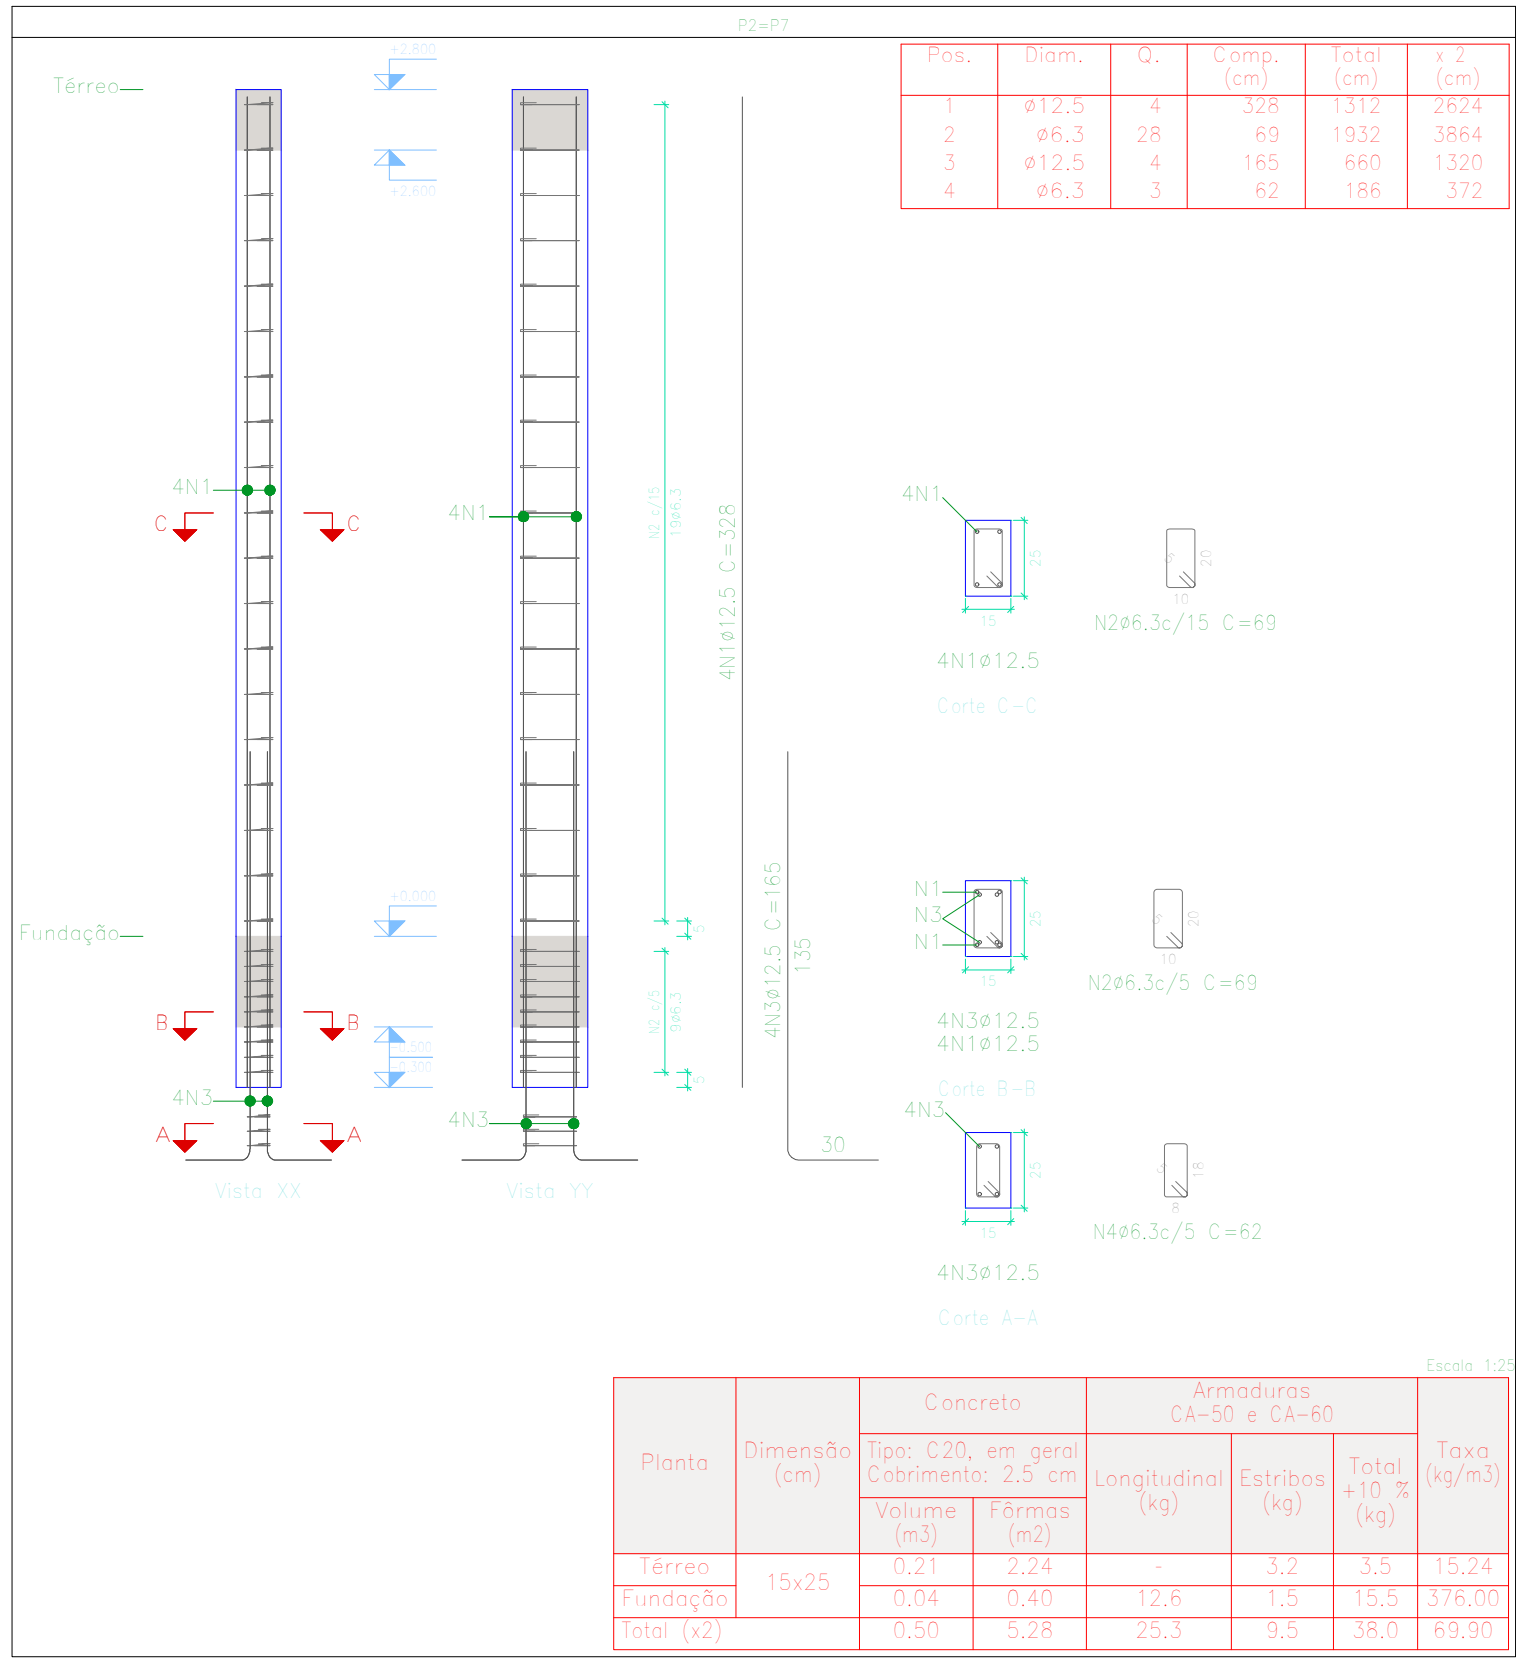 P2=P7
Pos. Diam. Q. Comp. (cm) Total (cm) x 2 (cm)
1 ø12.5 4 328 1312 2624
2 ø6.3 28 69 1932 3864
3 ø12.5 4 165 660 1320
4 ø6.3 3 62 186 372
+2.800
Térreo
+2.600
4N1
C C
4N1
N2 c/15
19ø6.3
4N1ø12.5 C=328
4N1
25
15
4N1ø12.5
Corte C-C
5
20
10
N2ø6.3c/15 C=69
+0.000
Fundação
5
N2 c/5
9ø6.3
5
B B
-0.500
-0.300
4N3
4N3
A A
Vista XX
Vista YY
4N3ø12.5 C=165
135
30
N1
N3
N1
25
15
4N3ø12.5
4N1ø12.5
Corte B-B
5
20
10
N2ø6.3c/5 C=69
4N3
25
15
4N3ø12.5
Corte A-A
5
18
8
N4ø6.3c/5 C=62
Escala 1:25
Planta
Dimensão
(cm)
Concreto
Tipo: C20, em geral
Cobrimento: 2.5 cm
Volume
(m3)
Fôrmas
(m2)
Armaduras
CA-50 e CA-60
Longitudinal
(kg)
Estribos
(kg)
Total
+10 %
(kg)
Taxa
(kg/m3)
Térreo 15x25 0.21 2.24 - 3.2 3.5 15.24
Fundação 0.04 0.40 12.6 1.5 15.5 376.00
Total (x2) 0.50 5.28 25.3 9.5 38.0 69.90